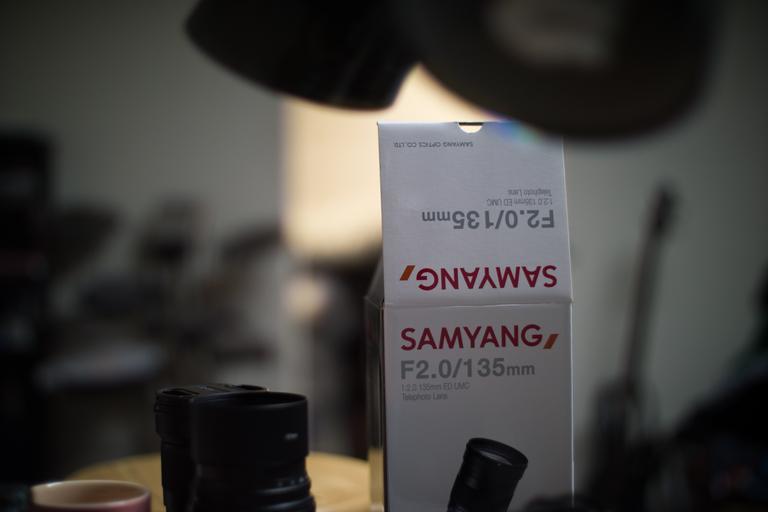 SAMYANG OPTICS CO., LTD.
Telephoto Lens
1:2.0 135mm ED UMC
F2.0/135mm
SAMYANG
SAMYANG
F2.0/135mm
1:2.0 135mm ED UMC
Telephoto Lens